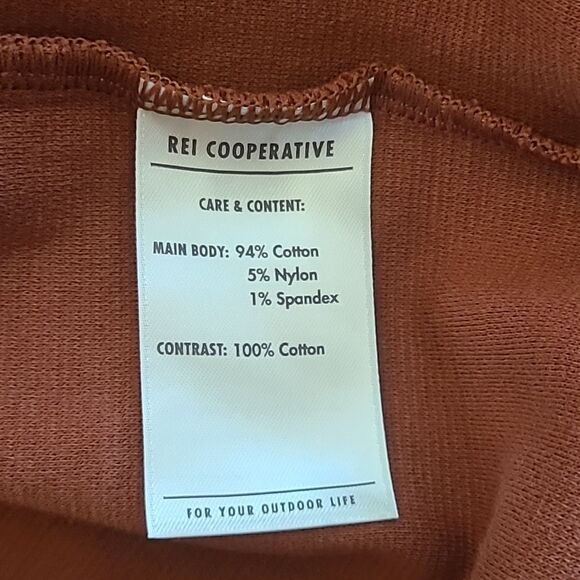 REI COOPERATIVE
CARE & CONTENT:
MAIN BODY: 94% Cotton
5% Nylon
1% Spandex
CONTRAST: 100% Cotton
FOR YOUR OUTDOOR LIFE